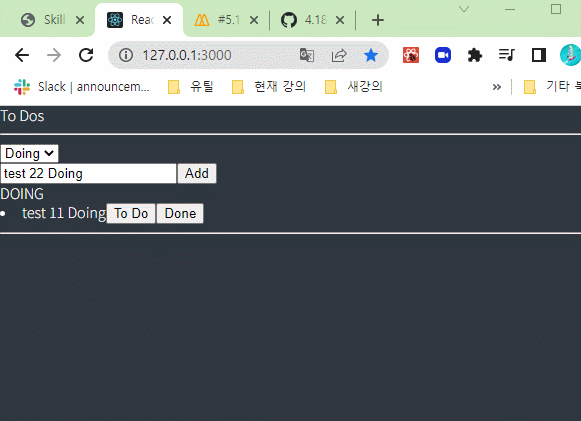 Skill
Reac
#5.1
4.18
127.0.0.1:3000
Slack | announcem...
유틸
현재 강의
새강의
»
기타 북
To Dos
Doing
test 22 Doing
Add
DOING
• test 11 Doing To Do Done